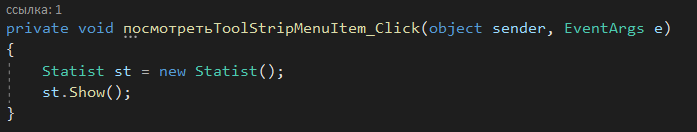 ссылка: 1
private void посмотретьToolStripMenuItem_Click(object sender, EventArgs e)
{
Statist st = new Statist();
st.Show();
}